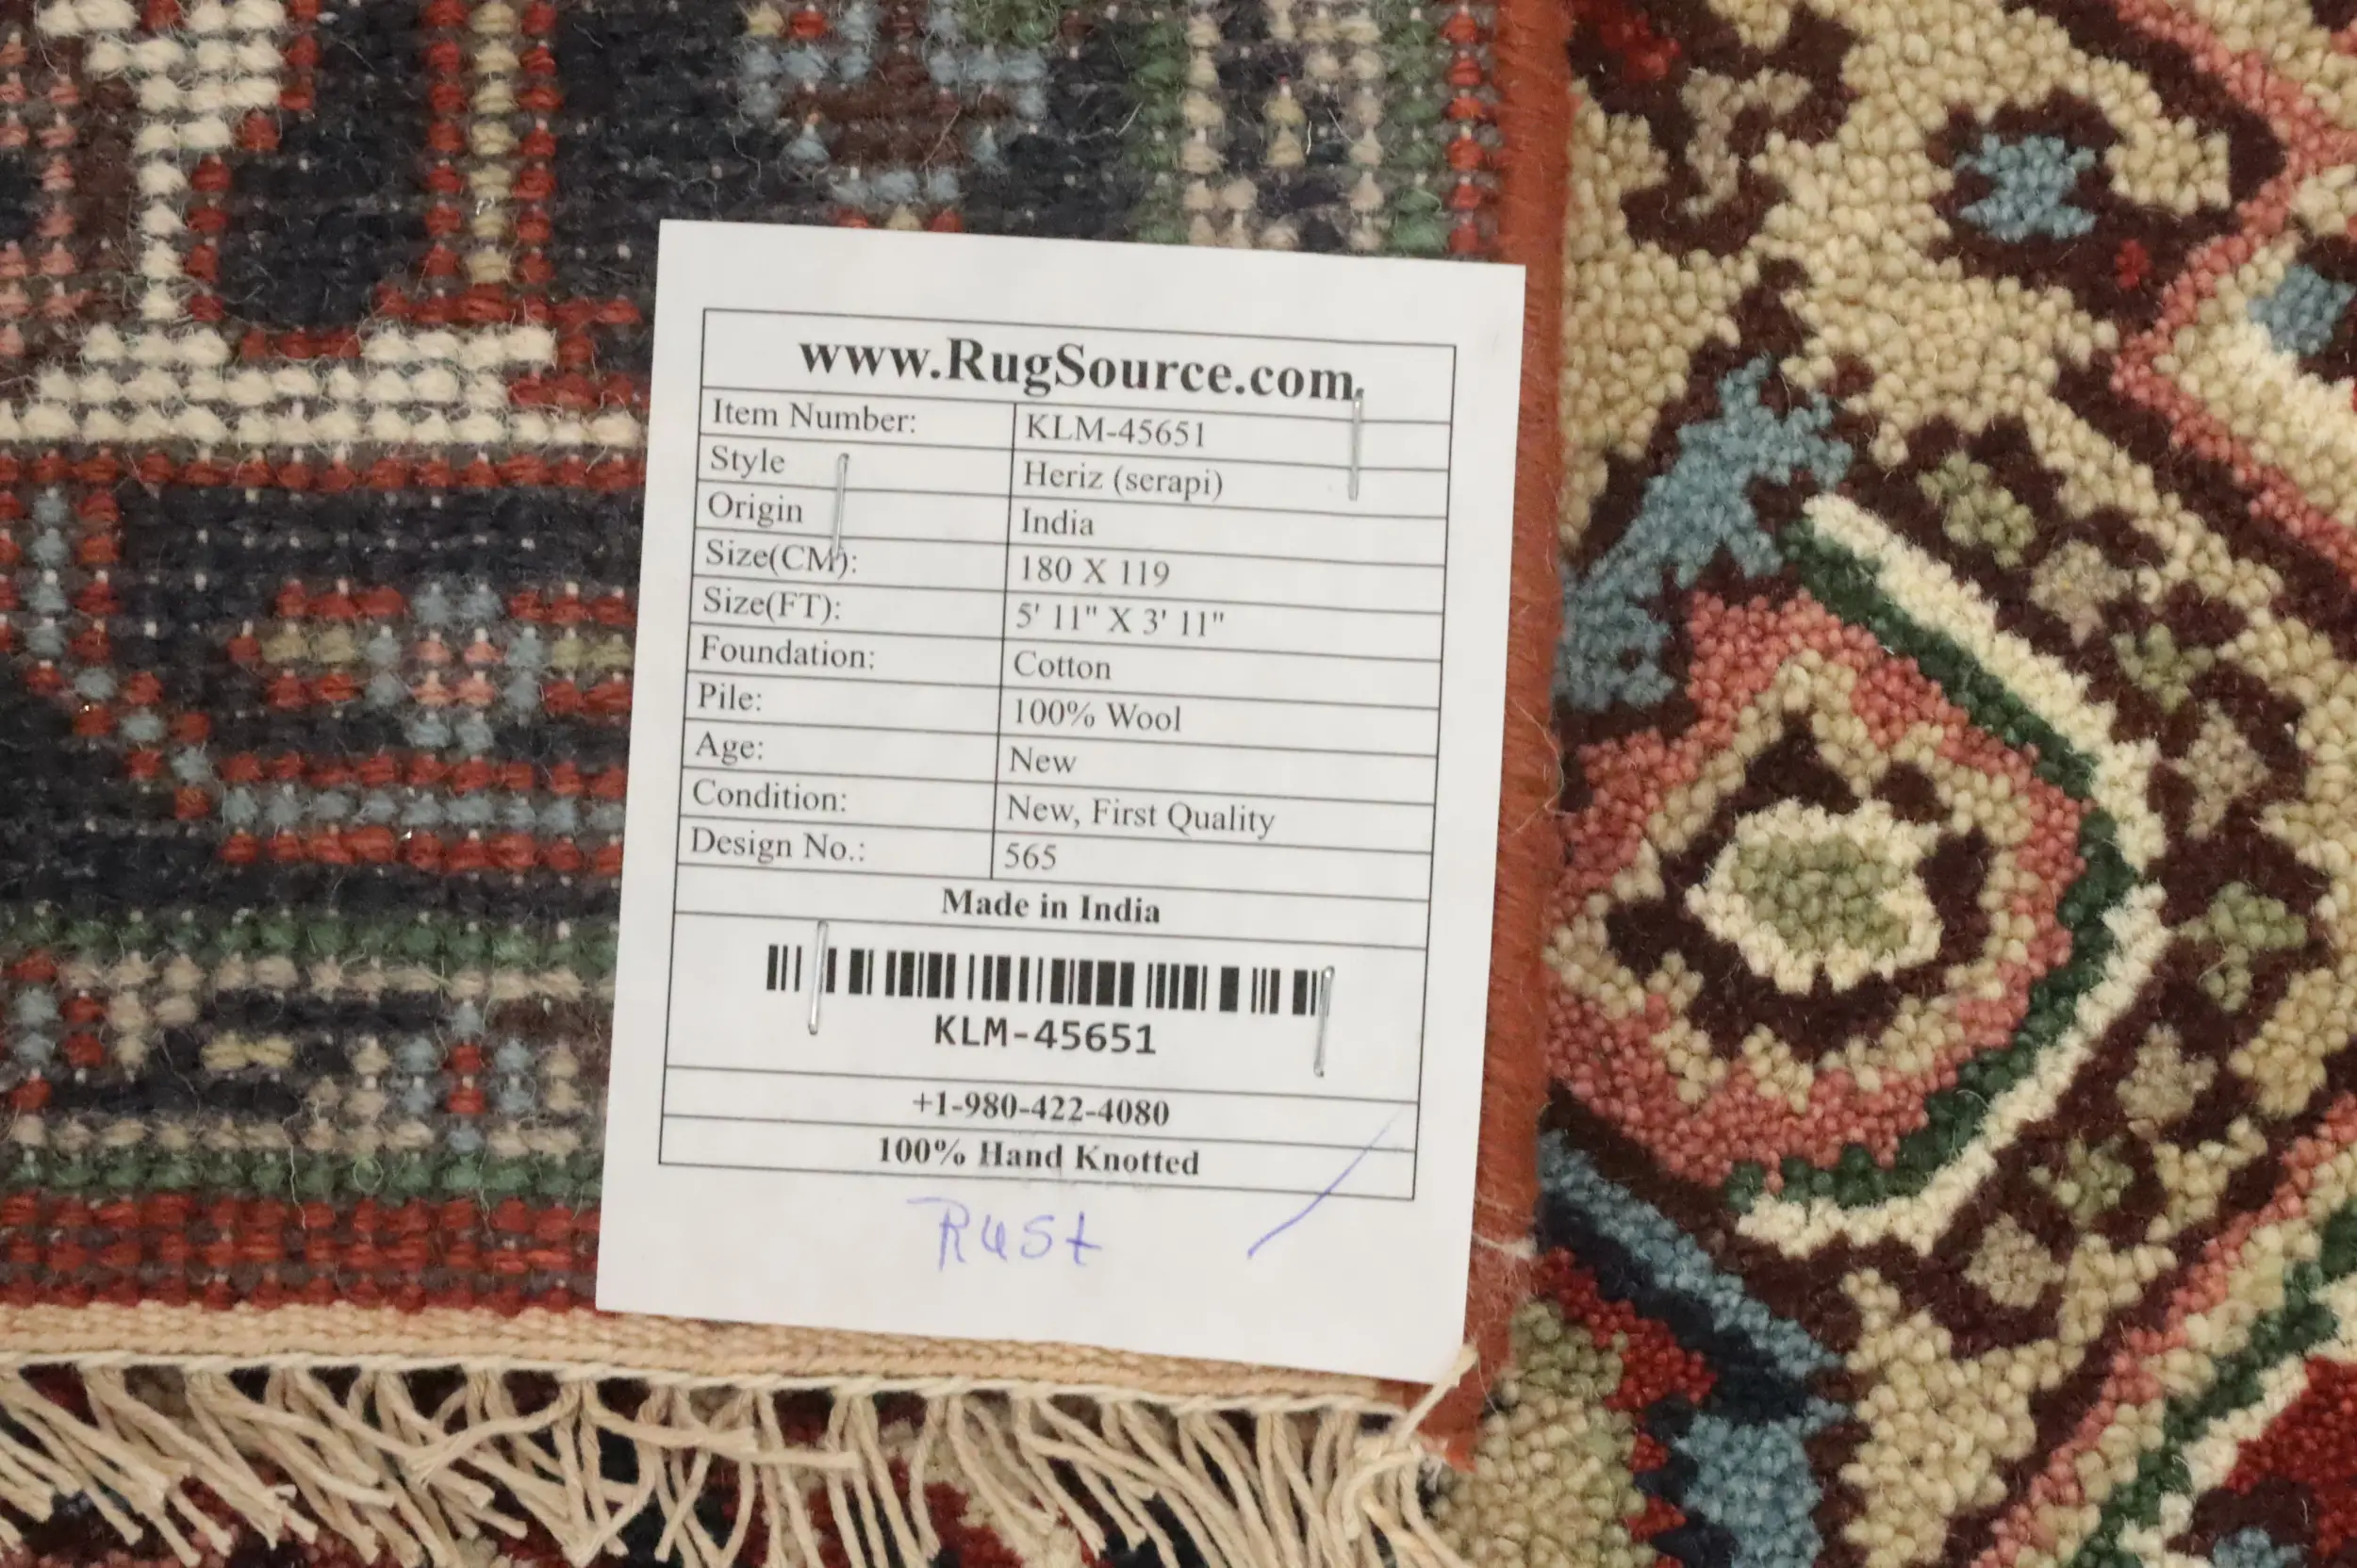 www.RugSource.com
Item Number: KLM-45651
Style Heriz (serapi)
Origin India
Size(CM): 180 X 119
Size(FT): 5' 11" X 3' 11"
Foundation: Cotton
Pile: 100% Wool
Age: New
Condition: New, First Quality
Design No.: 565
Made in India
KLM-45651
+1-980-422-4080
100% Hand Knotted
Rust